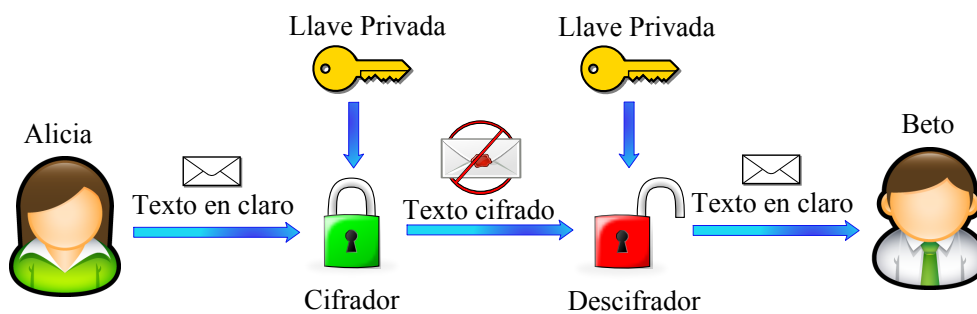 Llave Privada
Llave Privada
Alicia
Beto
Texto en claro
Texto cifrado
Texto en claro
Cifrador
Descifrador